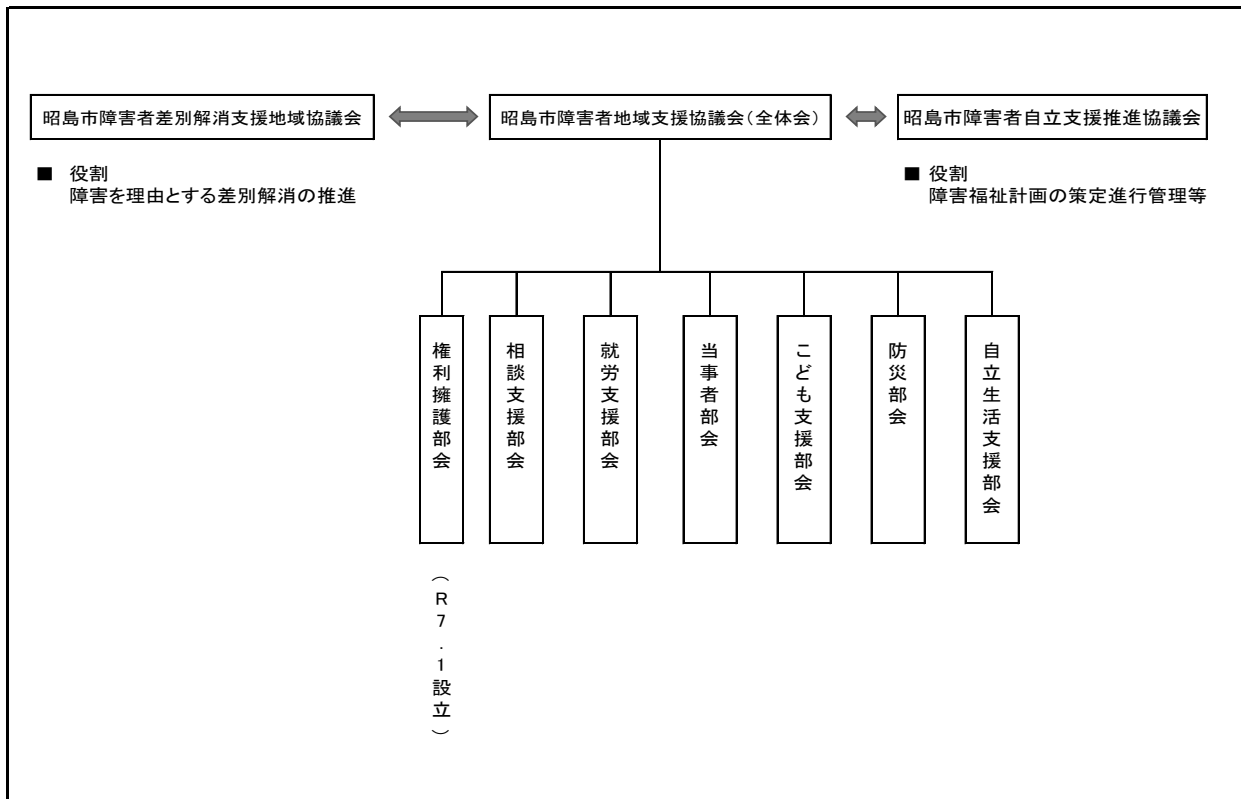 昭島市障害者差別解消支援地域協議会
昭島市障害者地域支援協議会（全体会）
昭島市障害者自立支援推進協議会
■ 役割
障害を理由とする差別解消の推進
■ 役割
障害福祉計画の策定進行管理等
権利擁護部会
相談支援部会
就労支援部会
当事者部会
こども支援部会
防災部会
自立生活支援部会
（R7.1設立）